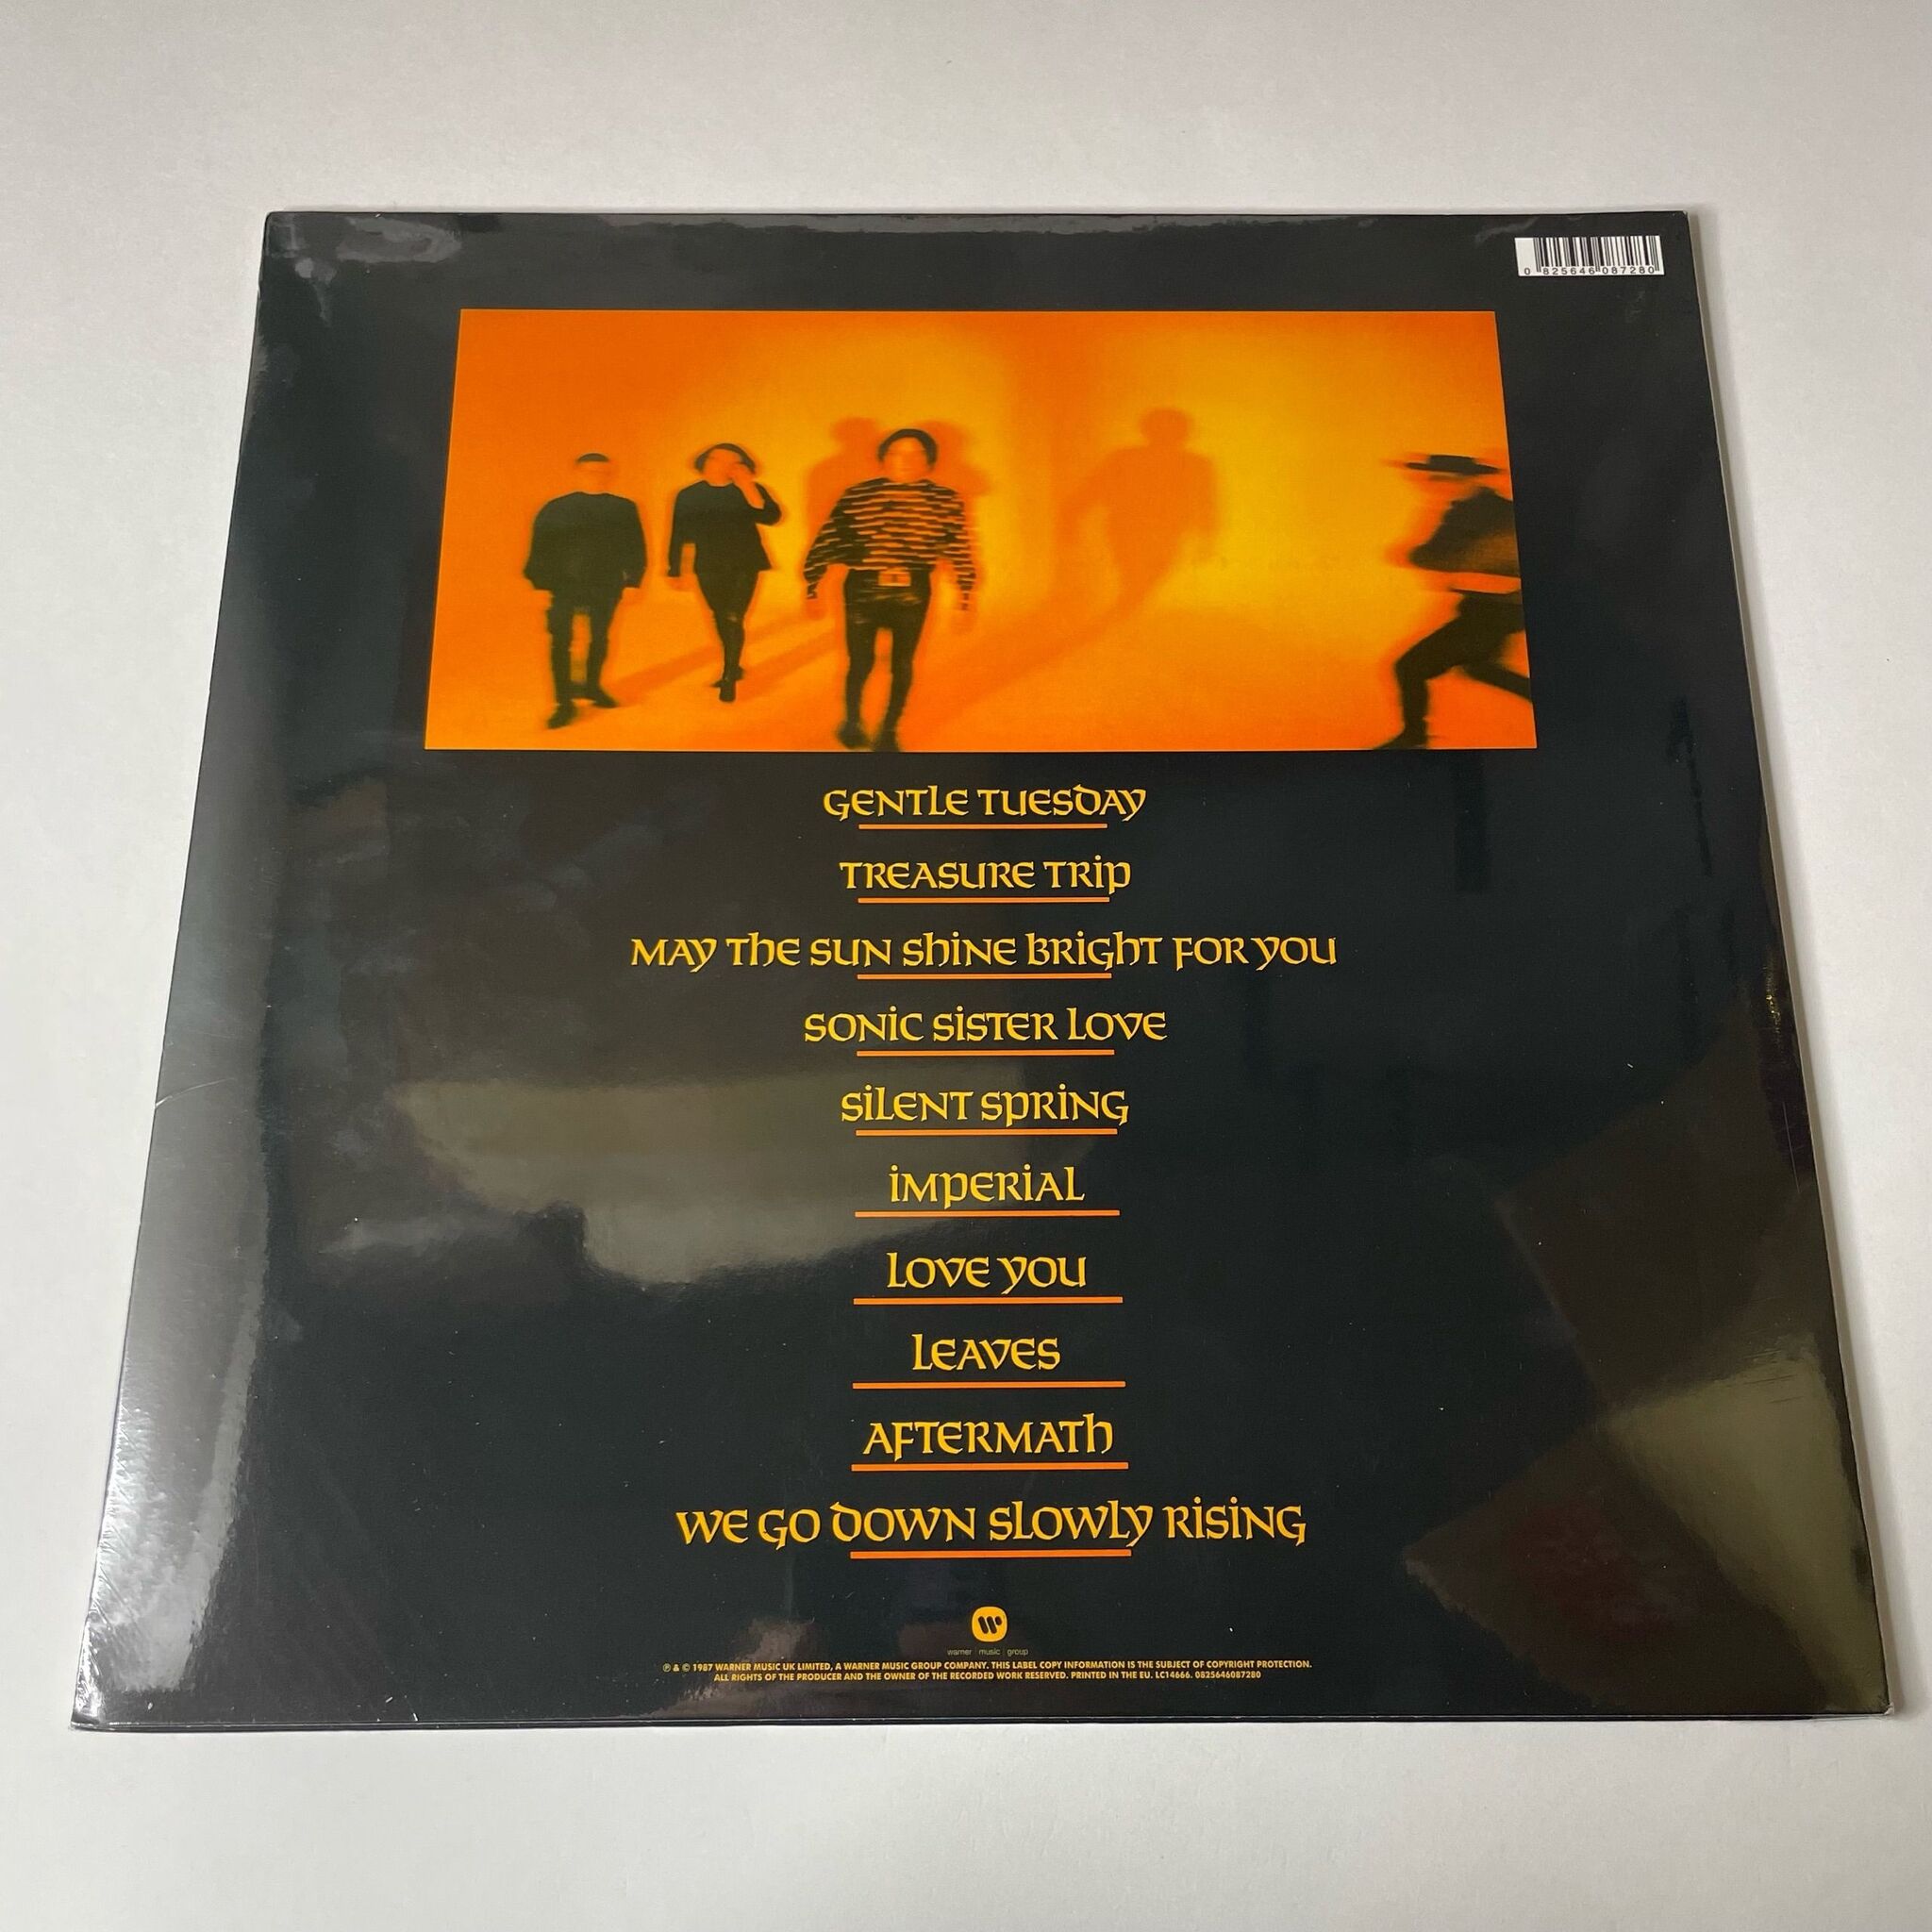 0 825646 087280
GENTLE TUESDAY
TREASURE TRIP
MAY THE SUN SHINE BRIGHT FOR YOU
SONIC SISTER LOVE
SILENT SPRING
IMPERIAL
LOVE YOU
LEAVES
AFTERMATH
WE GO DOWN SLOWLY RISING
warner music group
℗ & © 1987 WARNER MUSIC UK LIMITED, A WARNER MUSIC GROUP COMPANY. THIS LABEL COPY INFORMATION IS THE SUBJECT OF COPYRIGHT PROTECTION.
ALL RIGHTS OF THE PRODUCER AND THE OWNER OF THE RECORDED WORK RESERVED. PRINTED IN THE EU. LC14666. 0825646087280